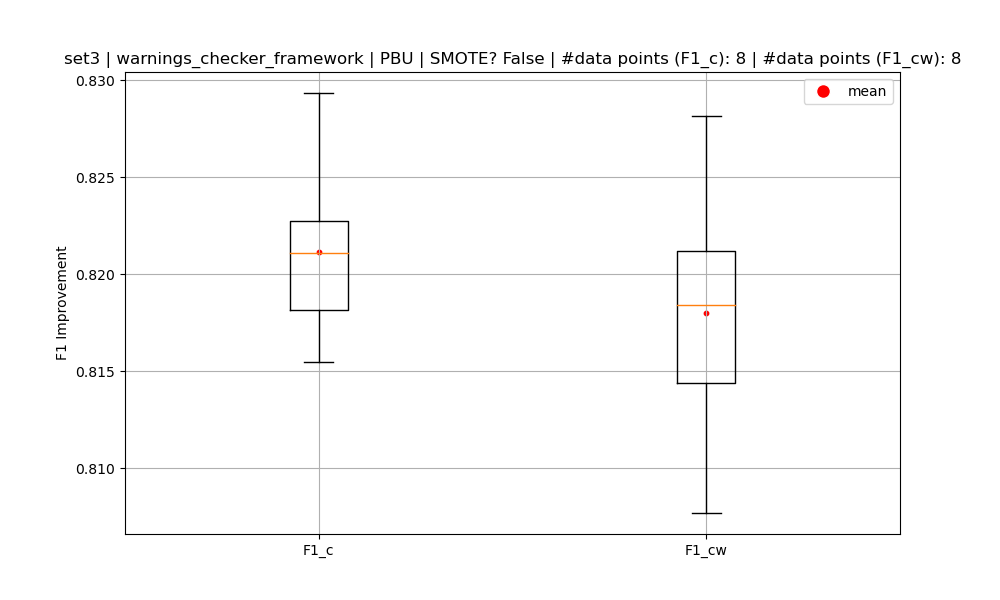 set3 | warnings_checker_framework | PBU | SMOTE? False | #data points (F1_c): 8 | #data points (F1_cw): 8
mean
0.830
0.825
0.820
0.815
0.810
F1 Improvement
F1_c
F1_cw